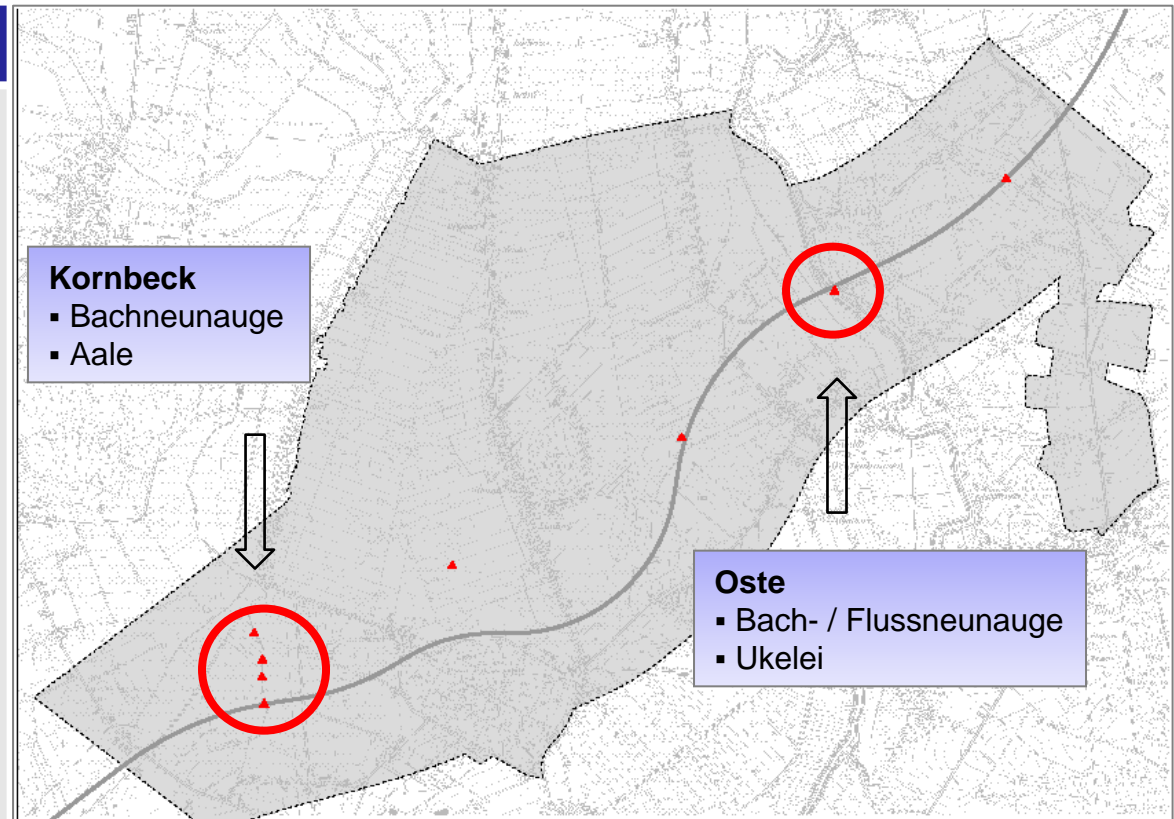 Kornbeck
▪ Bachneunauge
▪ Aale
Oste
▪ Bach- / Flussneunauge
▪ Ukelei